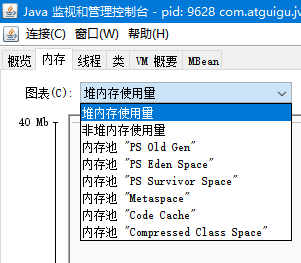 Java 监视和管理控制台 - pid: 9628 com.atguigu.jv
连接(C) 窗口(W) 帮助(H)
概览 内存 线程 类 VM 概要 MBean
图表(C): 堆内存使用量
堆内存使用量
40 Mb
非堆内存使用量
内存池 "PS Old Gen"
内存池 "PS Eden Space"
内存池 "PS Survivor Space"
内存池 "Metaspace"
内存池 "Code Cache"
内存池 "Compressed Class Space"